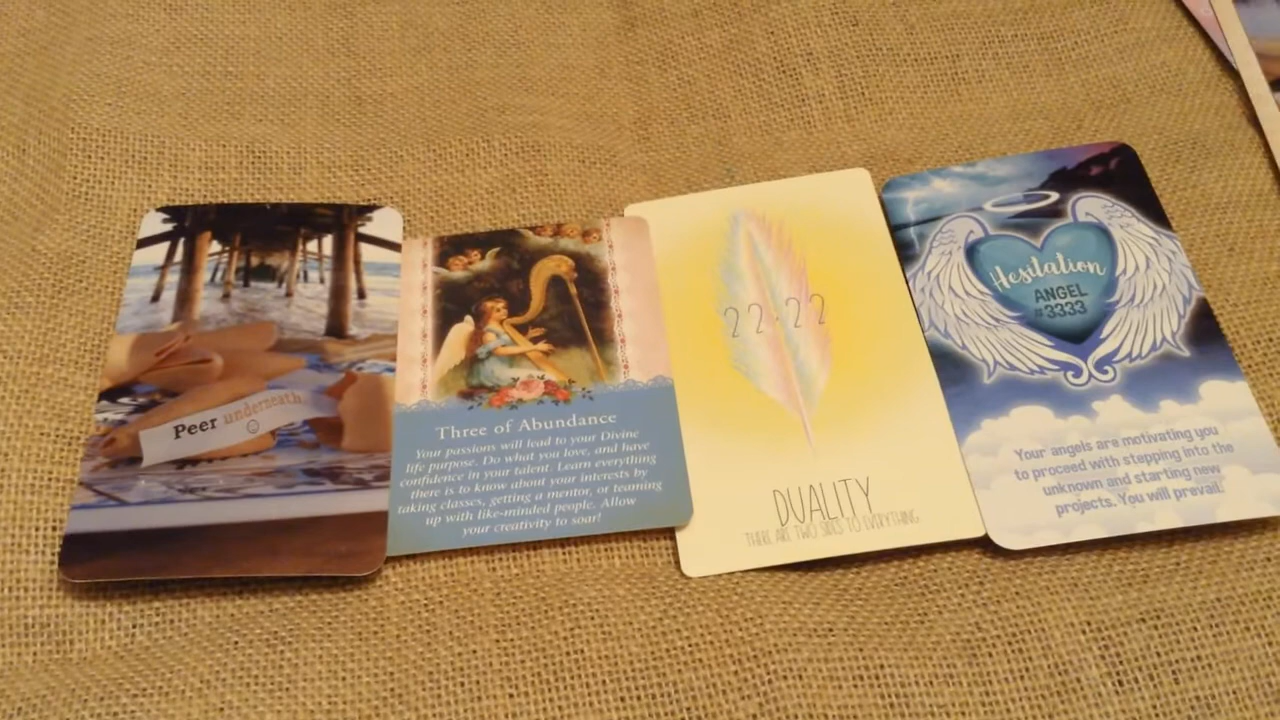 Peer underneath
Three of Abundance
Your passions will lead to your Divine
life purpose. Do what you love, and have
confidence in your talent. Learn everything
there is to know about your interests by
taking classes, getting a mentor, or teaming
up with like-minded people. Allow
your creativity to soar!
22:22
DUALITY
THERE ARE TWO SIDES TO EVERYTHING.
Hesitation
ANGEL
#3333
Your angels are motivating you
to proceed with stepping into the
unknown and starting new
projects. You will prevail.